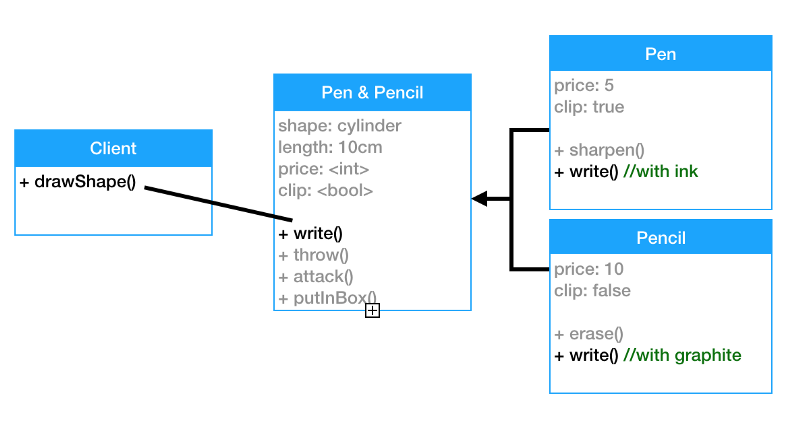 Client
+ drawShape()
Pen & Pencil
shape: cylinder
length: 10cm
price: <int>
clip: <bool>
+ write()
+ throw()
+ attack()
+ putInBox()
Pen
price: 5
clip: true
+ sharpen()
+ write() //with ink
Pencil
price: 10
clip: false
+ erase()
+ write() //with graphite